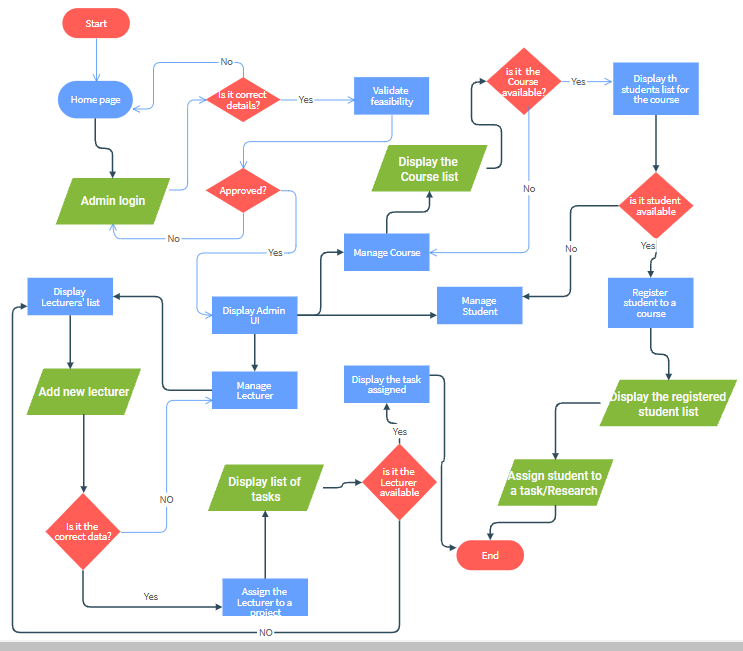 Start
Home page
Admin login
No
Is it correct
details?
Yes
Validate
feasibility
Approved?
No
Yes
Display the
Course list
is it the
Course
available?
Yes
No
Display th
students list for
the course
is it student
available
No
Yes
Manage Course
Manage
Student
Register
student to a
course
Display Admin
UI
Display
Lecturers' list
Manage
Lecturer
Display the task
assigned
Add new lecturer
Display the registered
student list
Yes
Display list of
tasks
is it the
Lecturer
available
Assign student to
a task/Research
NO
Is it the
correct data?
End
Yes
Assign the
Lecturer to a
project
NO